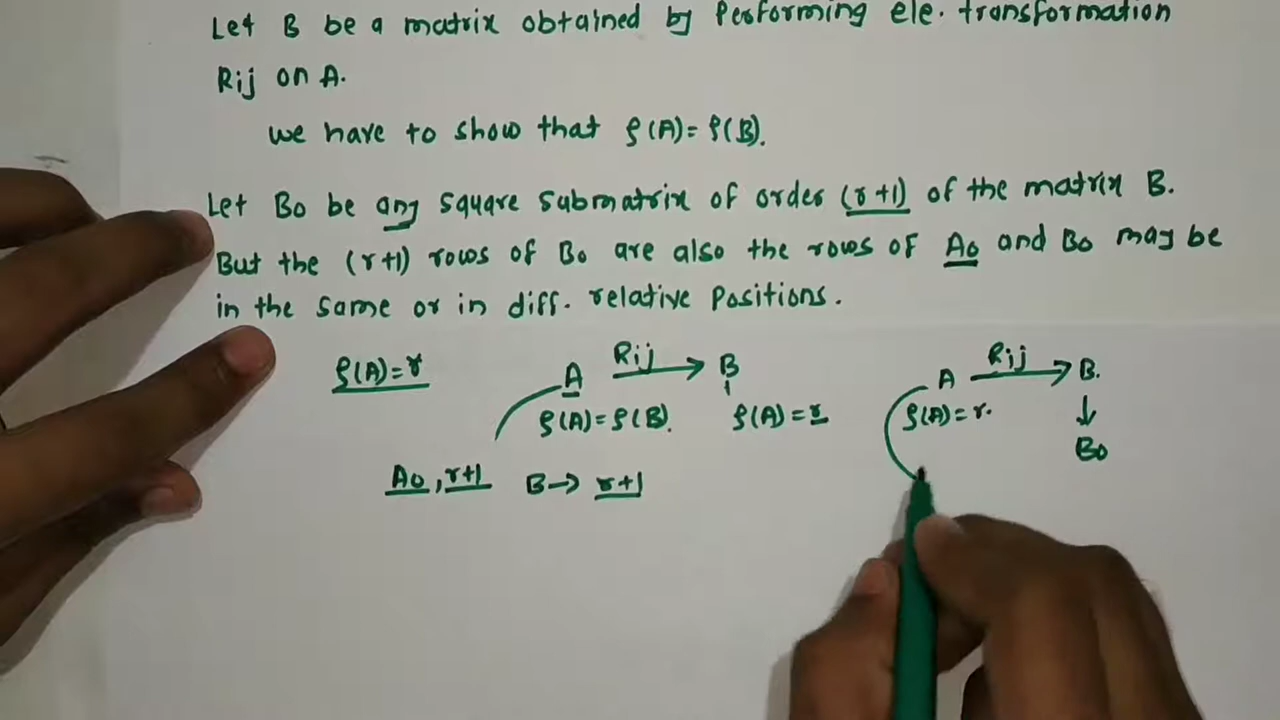 Let B be a matrix obtained by Performing ele. transformation
Rij on A.
we have to show that ρ(A)= ρ(B).
Let Bo be any square submatrix of order (r+1) of the matrix B.
But the (r+1) rows of Bo are also the rows of Ao and Bo may be
in the same or in diff. relative Positions.
ρ(A)=r A Rij → B A Rij → B.
ρ(A)=ρ(B). ρ(A)=r ρ(A)=r. ↓
Bo
Ao, r+1 B→ r+1